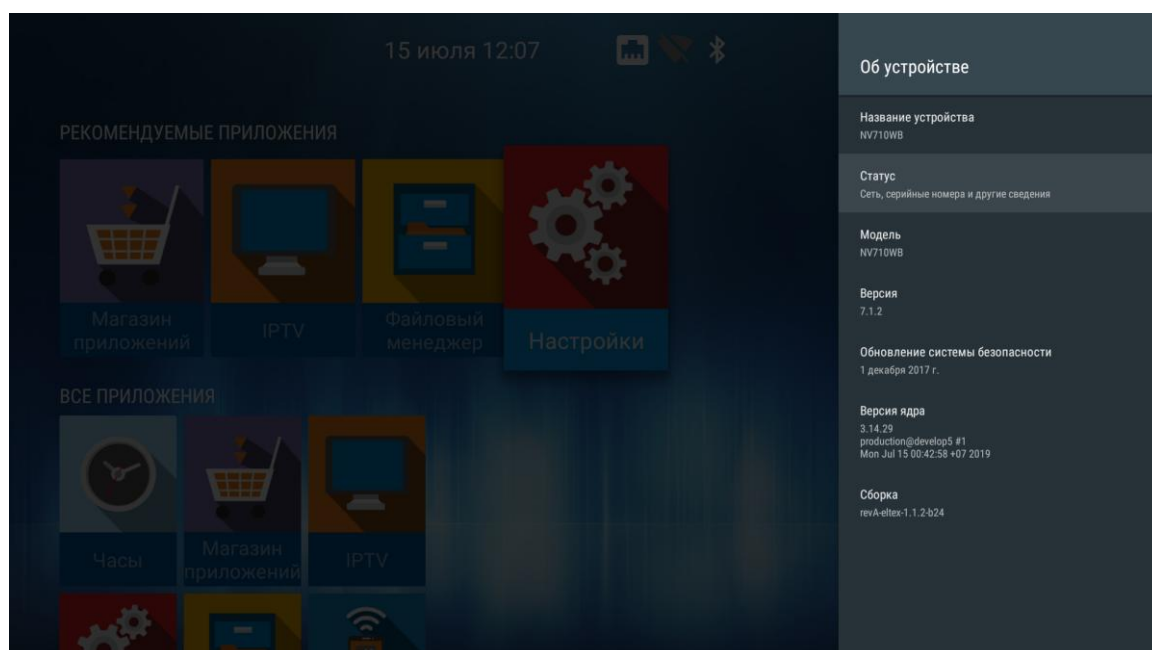 15 июля 12:07
РЕКОМЕНДУЕМЫЕ ПРИЛОЖЕНИЯ
Магазин
приложений
IPTV
Файловый
менеджер
Настройки
ВСЕ ПРИЛОЖЕНИЯ
Часы
Магазин
приложений
IPTV
Об устройстве
Название устройства
NV710WB
Статус
Сеть, серийные номера и другие сведения
Модель
NV710WB
Версия
7.1.2
Обновление системы безопасности
1 декабря 2017 г.
Версия ядра
3.14.29
production@develop5 #1
Mon Jul 15 00:42:58 +07 2019
Сборка
revA-eltex-1.1.2-b24